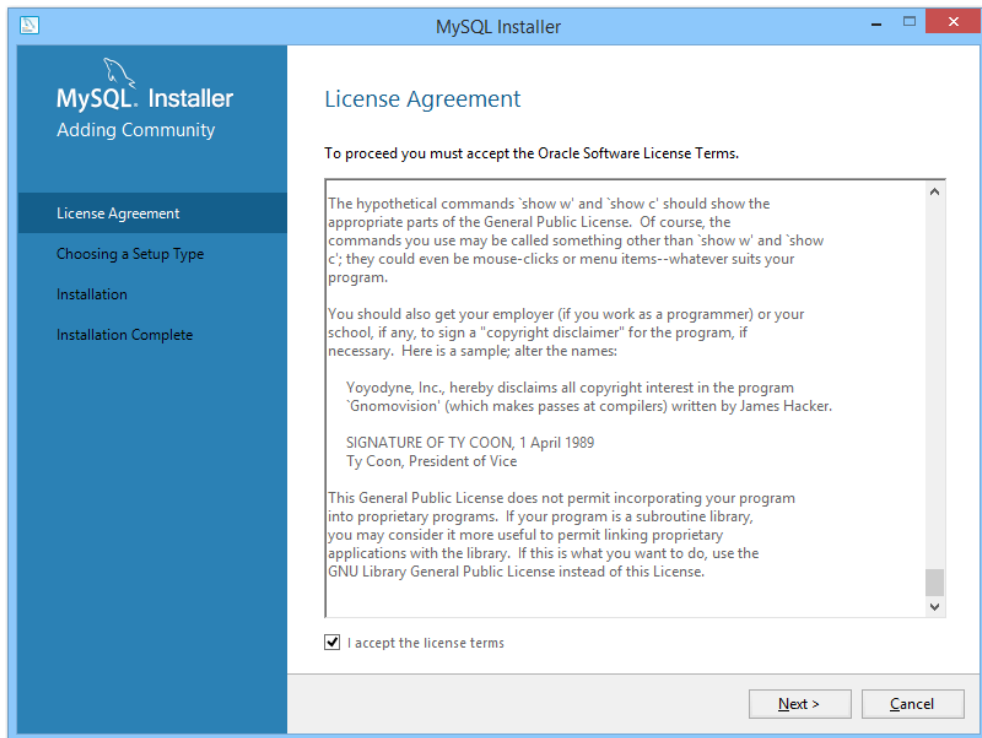 MySQL Installer
MySQL. Installer
Adding Community
License Agreement
Choosing a Setup Type
Installation
Installation Complete
License Agreement
To proceed you must accept the Oracle Software License Terms.
The hypothetical commands `show w' and `show c' should show the
appropriate parts of the General Public License.  Of course, the
commands you use may be called something other than `show w' and `show
c'; they could even be mouse-clicks or menu items--whatever suits your
program.
You should also get your employer (if you work as a programmer) or your
school, if any, to sign a "copyright disclaimer" for the program, if
necessary.  Here is a sample; alter the names:
Yoyodyne, Inc., hereby disclaims all copyright interest in the program
`Gnomovision' (which makes passes at compilers) written by James Hacker.
SIGNATURE OF TY COON, 1 April 1989
Ty Coon, President of Vice
This General Public License does not permit incorporating your program
into proprietary programs.  If your program is a subroutine library,
you may consider it more useful to permit linking proprietary
applications with the library.  If this is what you want to do, use the
GNU Library General Public License instead of this License.
I accept the license terms
Next >
Cancel